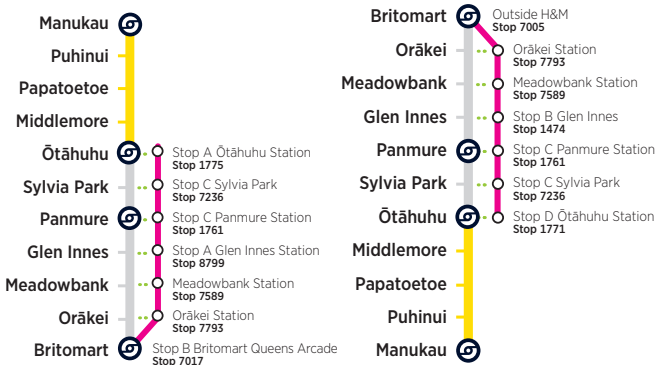 Manukau
Puhinui
Papatoetoe
Middlemore
Ōtāhuhu
Stop A Ōtāhuhu Station
Stop 1775
Sylvia Park
Stop C Sylvia Park
Stop 7236
Panmure
Stop C Panmure Station
Stop 1761
Glen Innes
Stop A Glen Innes Station
Stop 8799
Meadowbank
Meadowbank Station
Stop 7589
Orākei
Orākei Station
Stop 7793
Britomart
Stop B Britomart Queens Arcade
Stop 7017
Britomart
Outside H&M
Stop 7005
Orākei
Orākei Station
Stop 7793
Meadowbank
Meadowbank Station
Stop 7589
Glen Innes
Stop B Glen Innes
Stop 1474
Panmure
Stop C Panmure Station
Stop 1761
Sylvia Park
Stop C Sylvia Park
Stop 7236
Ōtāhuhu
Stop D Ōtāhuhu Station
Stop 1771
Middlemore
Papatoetoe
Puhinui
Manukau